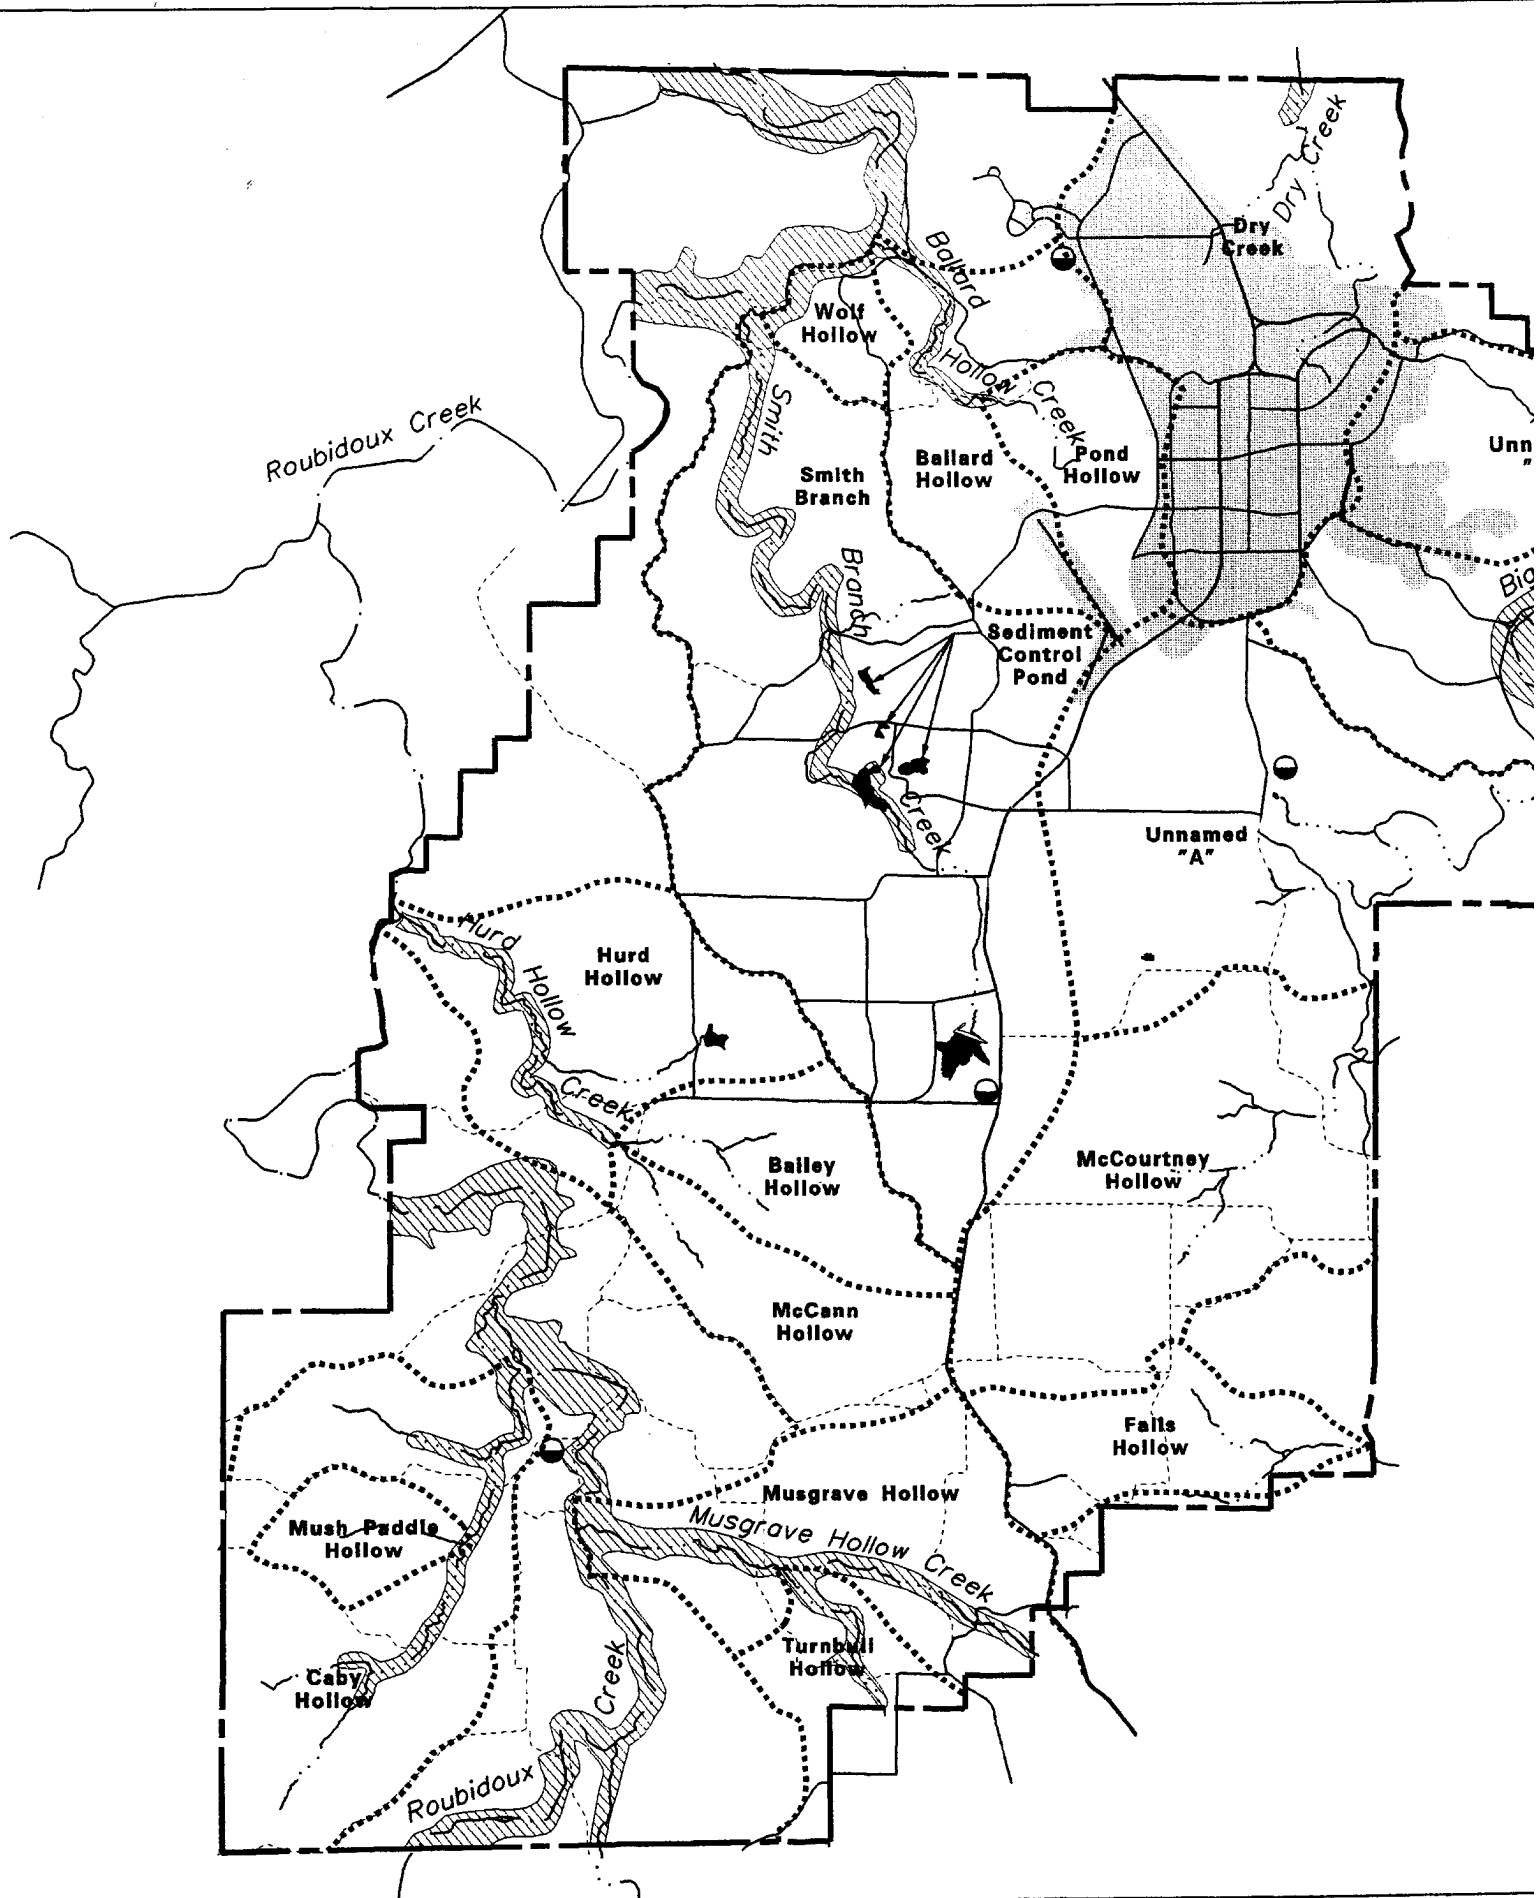 Dry Creek
Dry
Creek
Ballard
Hollow
Creek
Wolf
Hollow
Roubidoux Creek
Smith
Branch
Creek
Smith
Branch
Ballard
Hollow
Pond
Hollow
Unn
"
Big
Sediment
Control
Pond
Unnamed
"A"
Hurd
Hollow
Creek
Hurd
Hollow
Bailey
Hollow
McCourtney
Hollow
McCann
Hollow
Falls
Hollow
Musgrave Hollow
Musgrave Hollow Creek
Mush Paddle
Hollow
Turnbull
Hollow
Caby
Hollow
Roubidoux
Creek